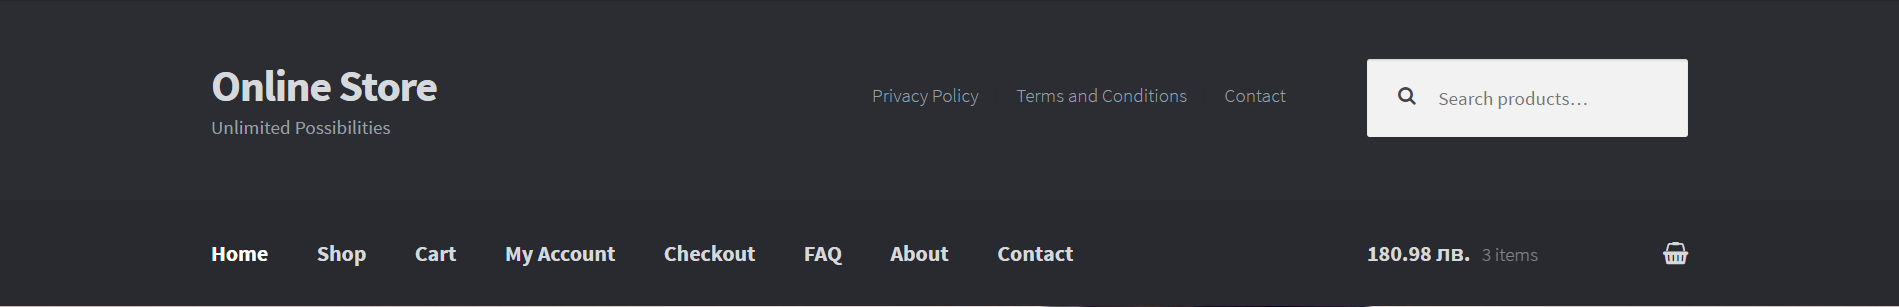 Online Store
Unlimited Possibilities
Privacy Policy Terms and Conditions Contact
Search products…
Home Shop Cart My Account Checkout FAQ About Contact
180.98 лв. 3 items